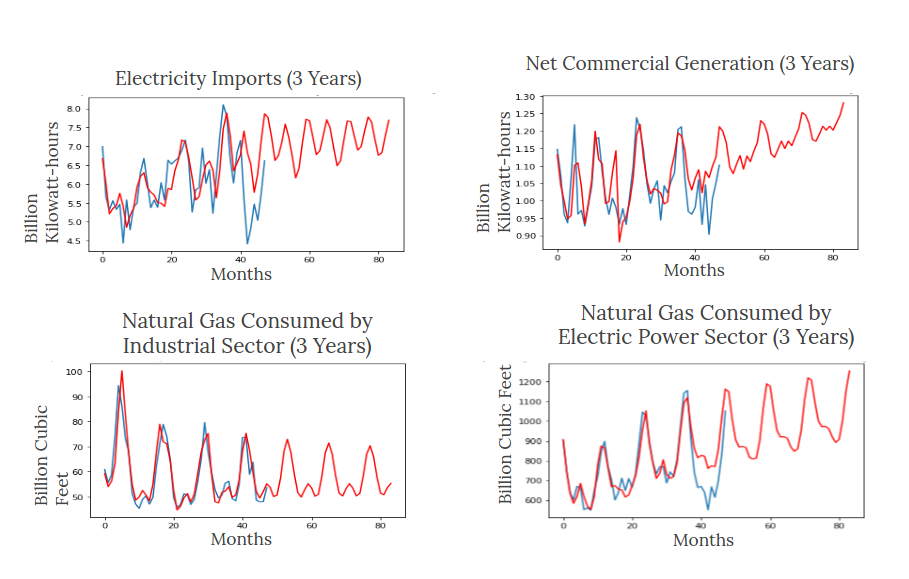 Electricity Imports (3 Years)
Billion
Kilowatt-hours
8.0
7.5
7.0
6.5
6.0
5.5
5.0
4.5
0 20 40 60 80
Months
Net Commercial Generation (3 Years)
Billion
Kilowatt-hours
1.30
1.25
1.20
1.15
1.10
1.05
1.00
0.95
0.90
0 20 40 60 80
Months
Natural Gas Consumed by
Industrial Sector (3 Years)
Billion Cubic
Feet
100
90
80
70
60
50
0 20 40 60 80
Months
Natural Gas Consumed by
Electric Power Sector (3 Years)
Billion Cubic Feet
1200
1100
1000
900
800
700
600
0 20 40 60 80
Months